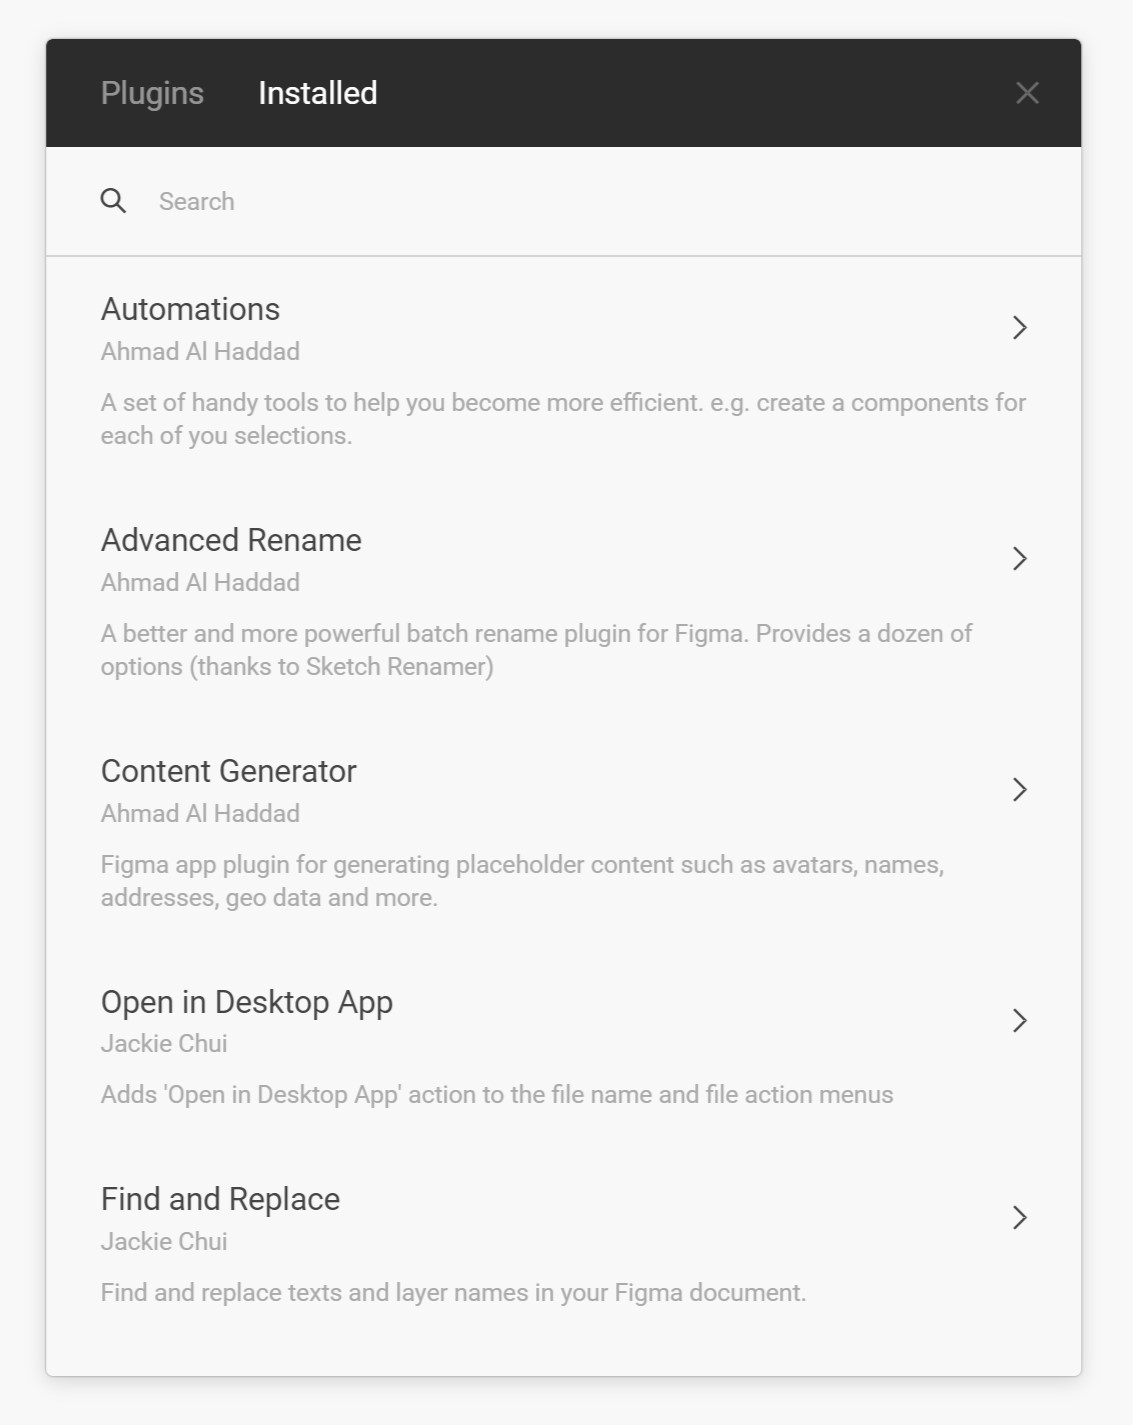 Plugins Installed
Search
Automations
Ahmad Al Haddad
A set of handy tools to help you become more efficient. e.g. create a components for
each of you selections.
Advanced Rename
Ahmad Al Haddad
A better and more powerful batch rename plugin for Figma. Provides a dozen of
options (thanks to Sketch Renamer)
Content Generator
Ahmad Al Haddad
Figma app plugin for generating placeholder content such as avatars, names,
addresses, geo data and more.
Open in Desktop App
Jackie Chui
Adds 'Open in Desktop App' action to the file name and file action menus
Find and Replace
Jackie Chui
Find and replace texts and layer names in your Figma document.